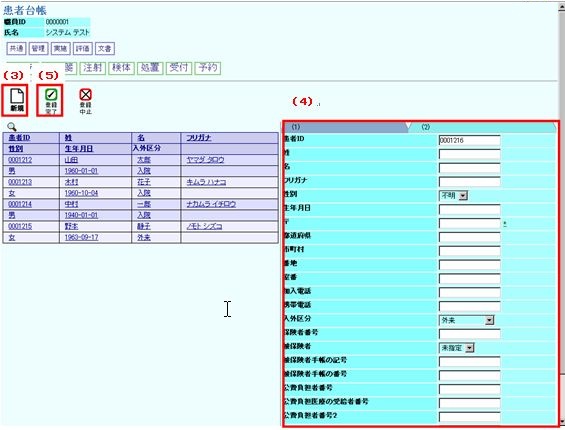 患者台帳
職員ID 0000001
氏名 システム テスト
共通 管理 実施 評価 文書
注射 検体 処置 受付 予約
(3) (5)
新規 登録完了 登録中止
(4)
患者ID 姓 名 フリガナ
性別 生年月日 入外区分
0001212 山田 太郎 ヤマダ タロウ
男 1960-01-01 入院
0001213 木村 花子 キムラ ハナコ
女 1960-10-04 入院
0001214 中村 一郎 ナカムラ イチロウ
男 1940-01-01 入院
0001215 野本 静子 ノモト シズコ
女 1963-09-17 外来
(1) (2)
患者ID 0001216
姓
名
フリガナ
性別 不明
生年月日
〒
都道府県
市町村
番地
室番
加入電話
携帯電話
入外区分 外来
保険者番号
被保険者 未指定
被保険者手帳の記号
被保険者手帳の番号
公費負担者番号
公費負担医療の受給者番号
公費負担者番号2